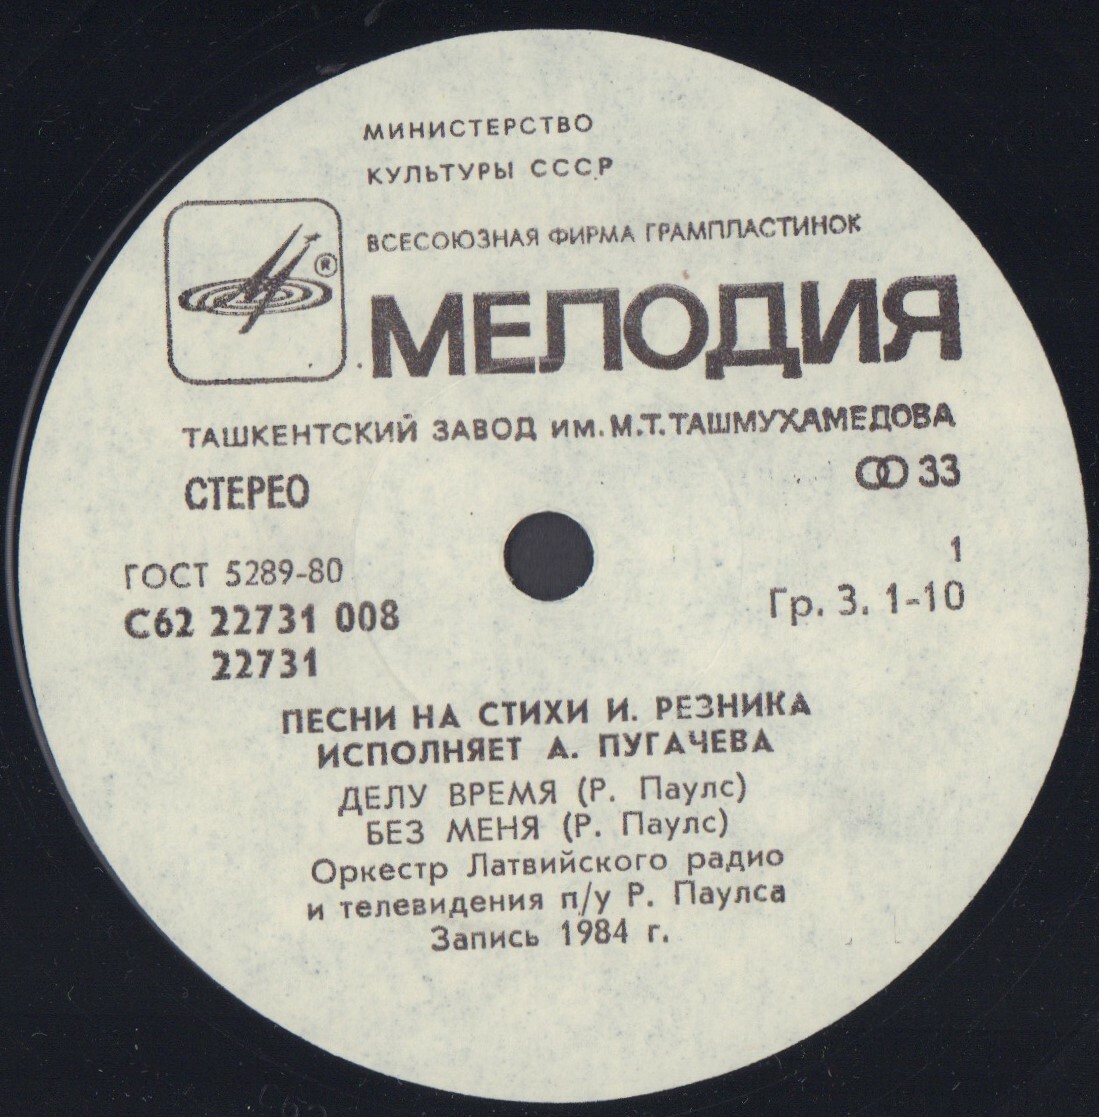 МИНИСТЕРСТВО
КУЛЬТУРЫ СССР
ВСЕСОЮЗНАЯ ФИРМА ГРАМПЛАСТИНОК
®
МЕЛОДИЯ
ТАШКЕНТСКИЙ ЗАВОД ИМ. М.Т. ТАШМУХАМЕДОВА
СТЕРЕО
33
ГОСТ 5289-80
1
С62 22731 008
Гр. 3. 1-10
22731
ПЕСНИ НА СТИХИ И. РЕЗНИКА
ИСПОЛНЯЕТ А. ПУГАЧЕВА
ДЕЛУ ВРЕМЯ (Р. Паулс)
БЕЗ МЕНЯ (Р. Паулс)
Оркестр Латвийского радио
и телевидения п/у Р. Паулса
Запись 1984 г.